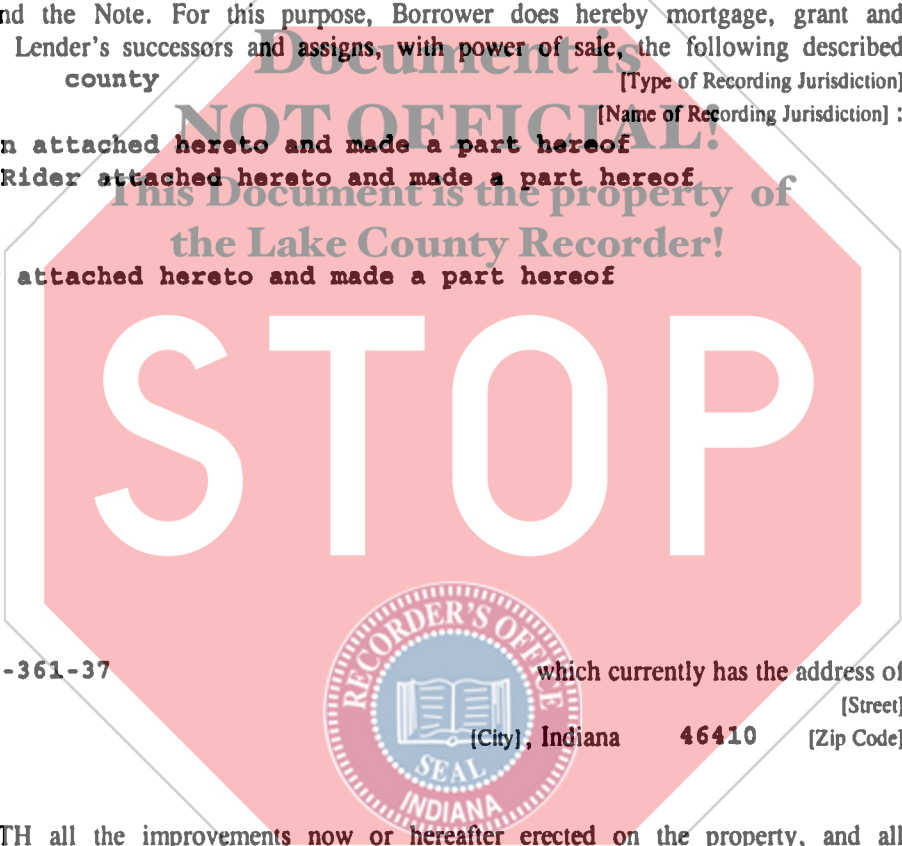 nd the Note. For this purpose, Borrower does hereby mortgage, grant and
Lender's successors and assigns, with power of sale, the following described
Document is
county [Type of Recording Jurisdiction]
NOT OFFICIAL!
[Name of Recording Jurisdiction] :
n attached hereto and made a part hereof
Rider attached hereto and made a part hereof
This Document is the property of
the Lake County Recorder!
attached hereto and made a part hereof
STOP
RECORDER'S OFFICE
-361-37 which currently has the address of
[Street]
[City], Indiana 46410 [Zip Code]
SEAL
INDIANA
TH all the improvements now or hereafter erected on the property, and all